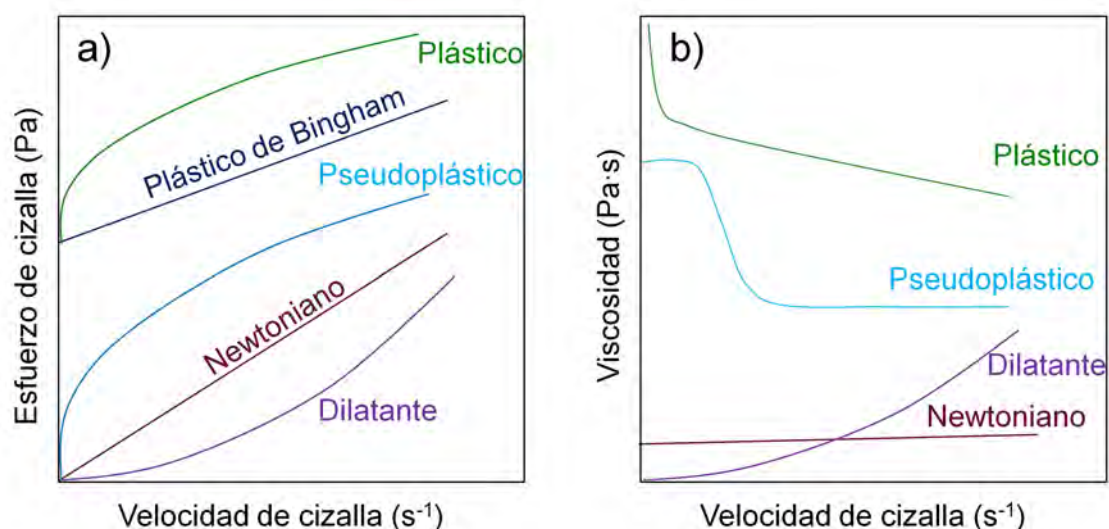 a)
Plástico
Plástico de Bingham
Pseudoplástico
Newtoniano
Dilatante
Esfuerzo de cizalla (Pa)
Velocidad de cizalla (s⁻¹)
b)
Plástico
Pseudoplástico
Dilatante
Newtoniano
Viscosidad (Pa·s)
Velocidad de cizalla (s⁻¹)